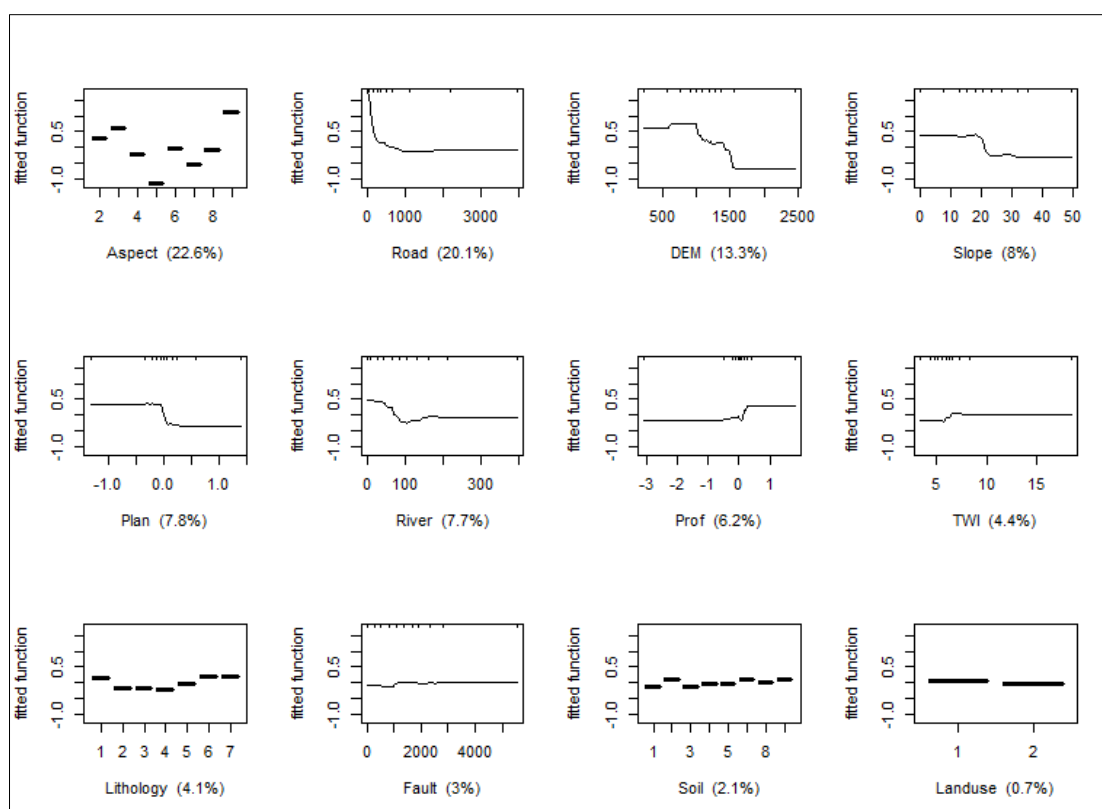 fitted function
0.5
-1.0
2 4 6 8
Aspect (22.6%)
fitted function
0.5
-1.0
0 1000 3000
Road (20.1%)
fitted function
0.5
-1.0
500 1500 2500
DEM (13.3%)
fitted function
0.5
-1.0
0 10 20 30 40 50
Slope (8%)
fitted function
0.5
-1.0
-1.0 0.0 1.0
Plan (7.8%)
fitted function
0.5
-1.0
0 100 300
River (7.7%)
fitted function
0.5
-1.0
-3 -2 -1 0 1
Prof (6.2%)
fitted function
0.5
-1.0
5 10 15
TWI (4.4%)
fitted function
0.5
-1.0
1 2 3 4 5 6 7
Lithology (4.1%)
fitted function
0.5
-1.0
0 2000 4000
Fault (3%)
fitted function
0.5
-1.0
1 3 5 8
Soil (2.1%)
fitted function
0.5
-1.0
1 2
Landuse (0.7%)